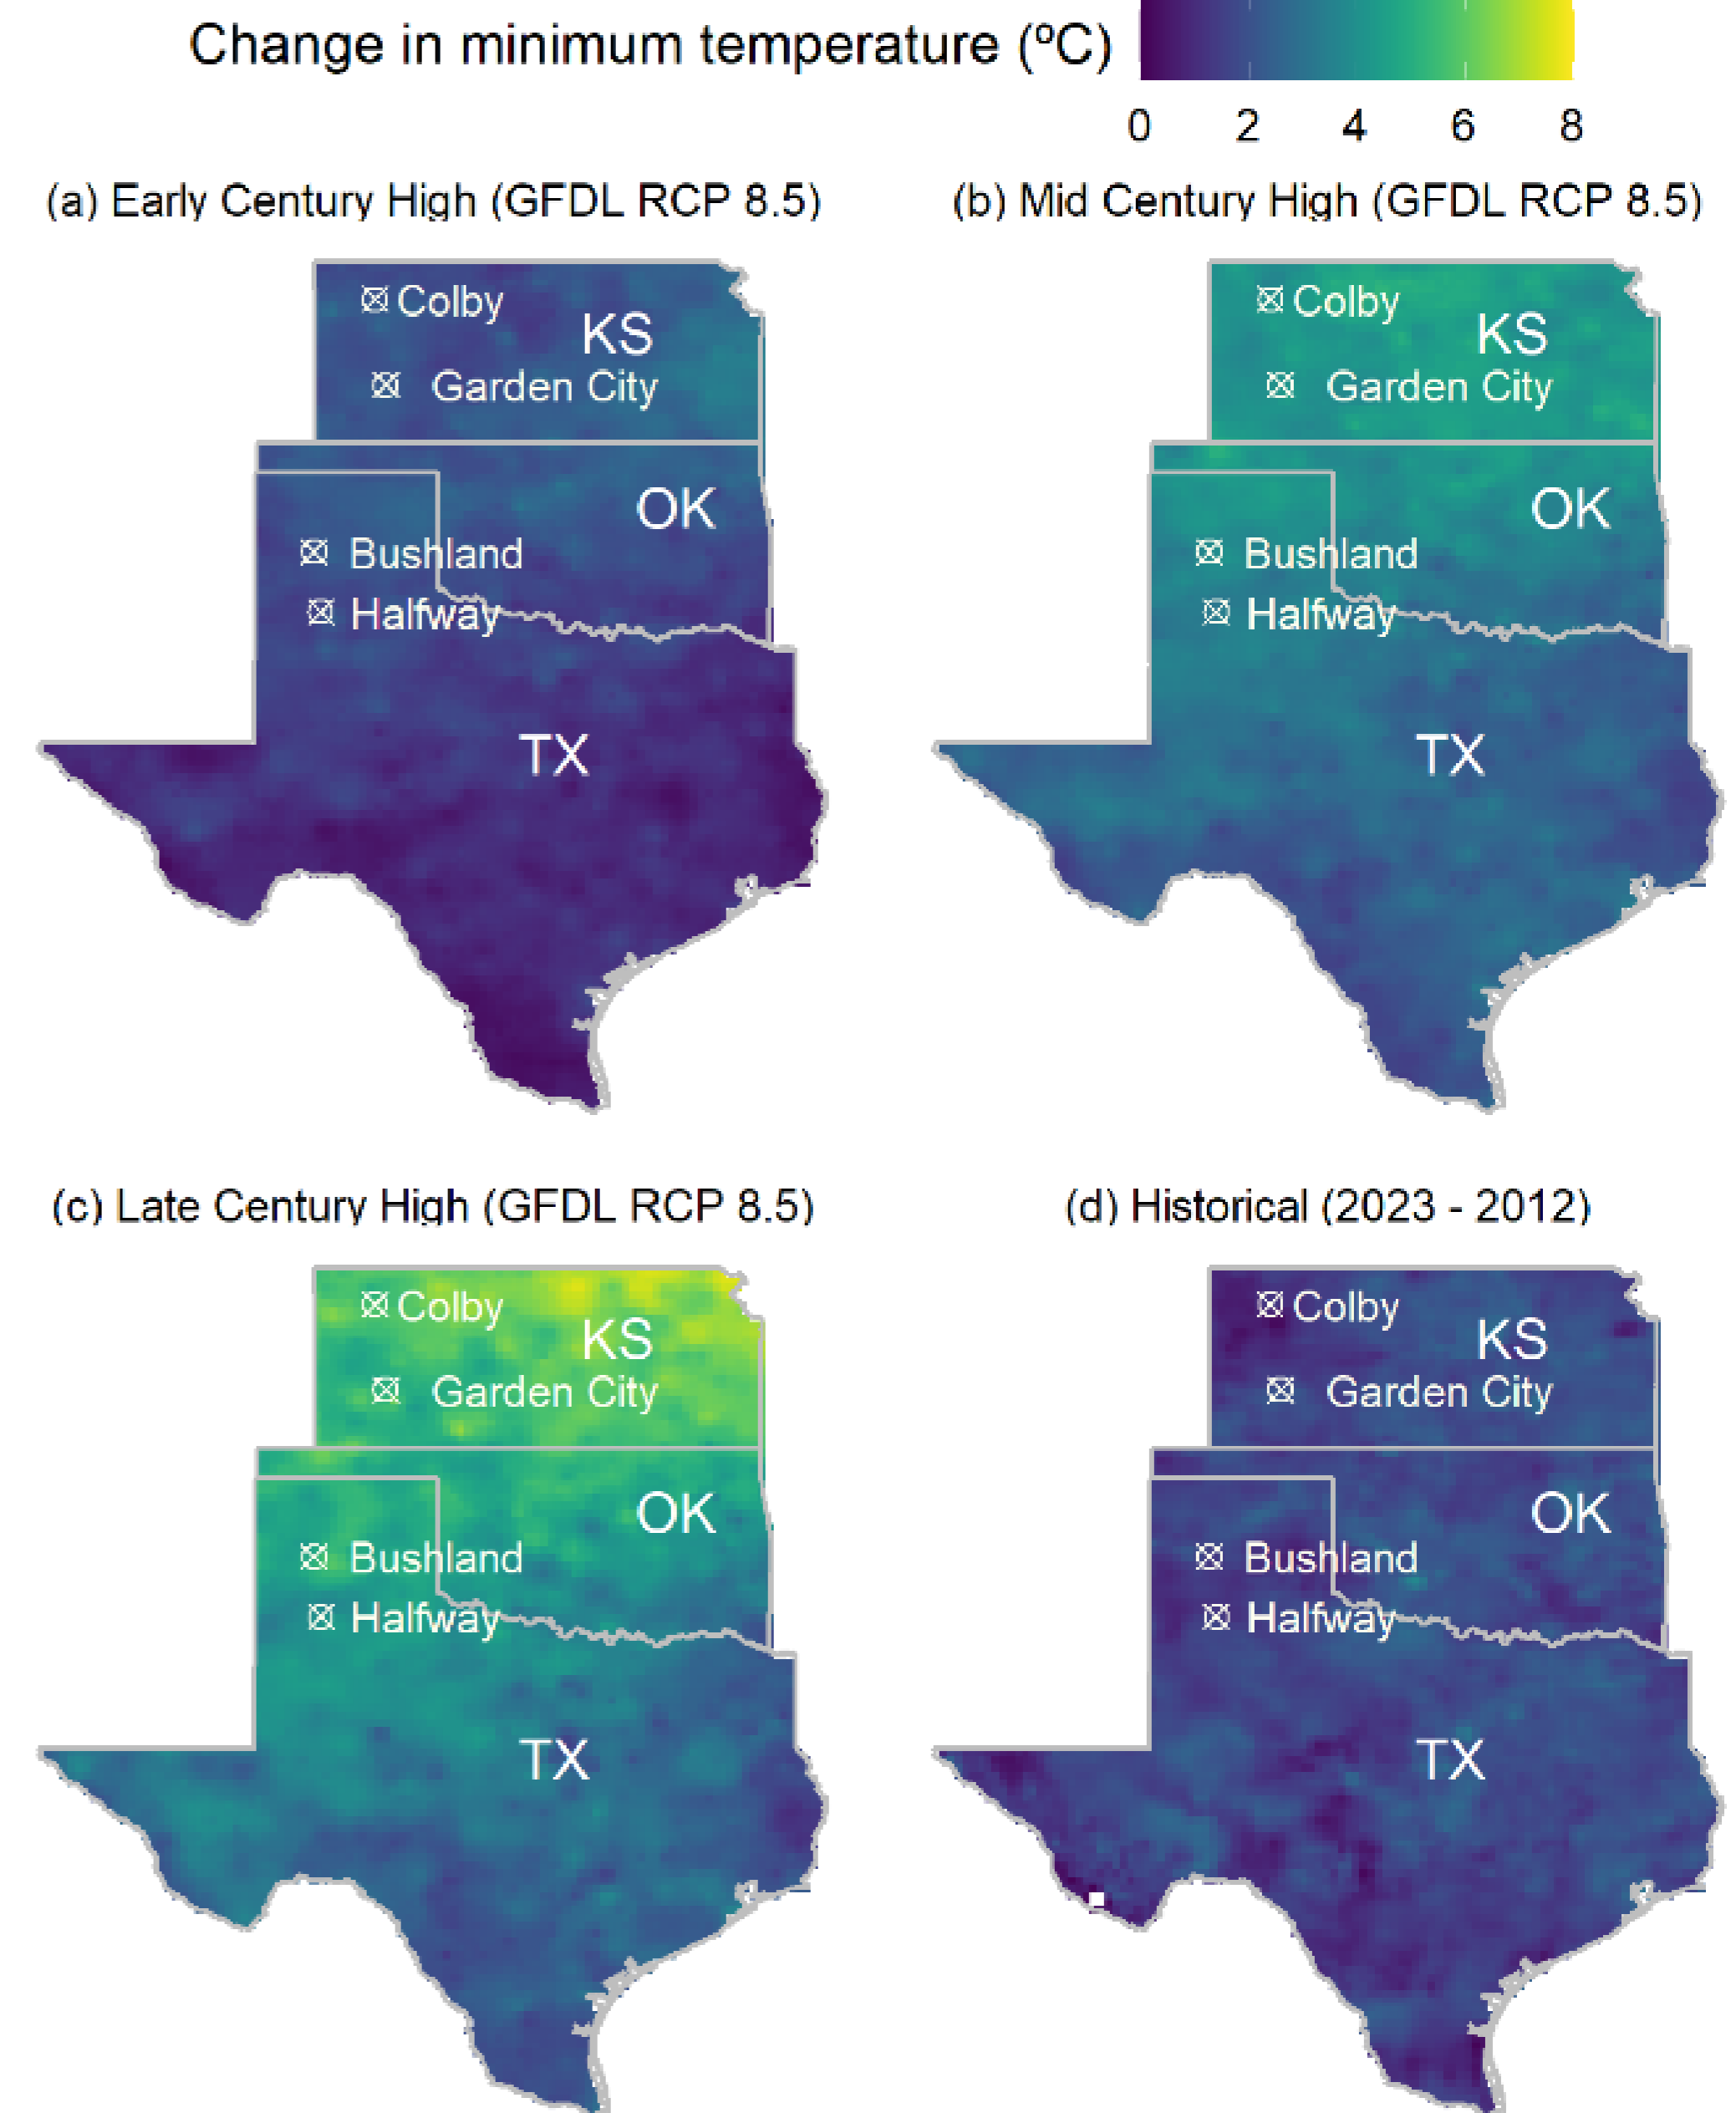 Change in minimum temperature (ºC)
0 2 4 6 8
(a) Early Century High (GFDL RCP 8.5)
(b) Mid Century High (GFDL RCP 8.5)
Colby
KS
Garden City
OK
Bushland
Halfway
TX
Colby
KS
Garden City
OK
Bushland
Halfway
TX
(c) Late Century High (GFDL RCP 8.5)
(d) Historical (2023 - 2012)
Colby
KS
Garden City
OK
Bushland
Halfway
TX
Colby
KS
Garden City
OK
Bushland
Halfway
TX